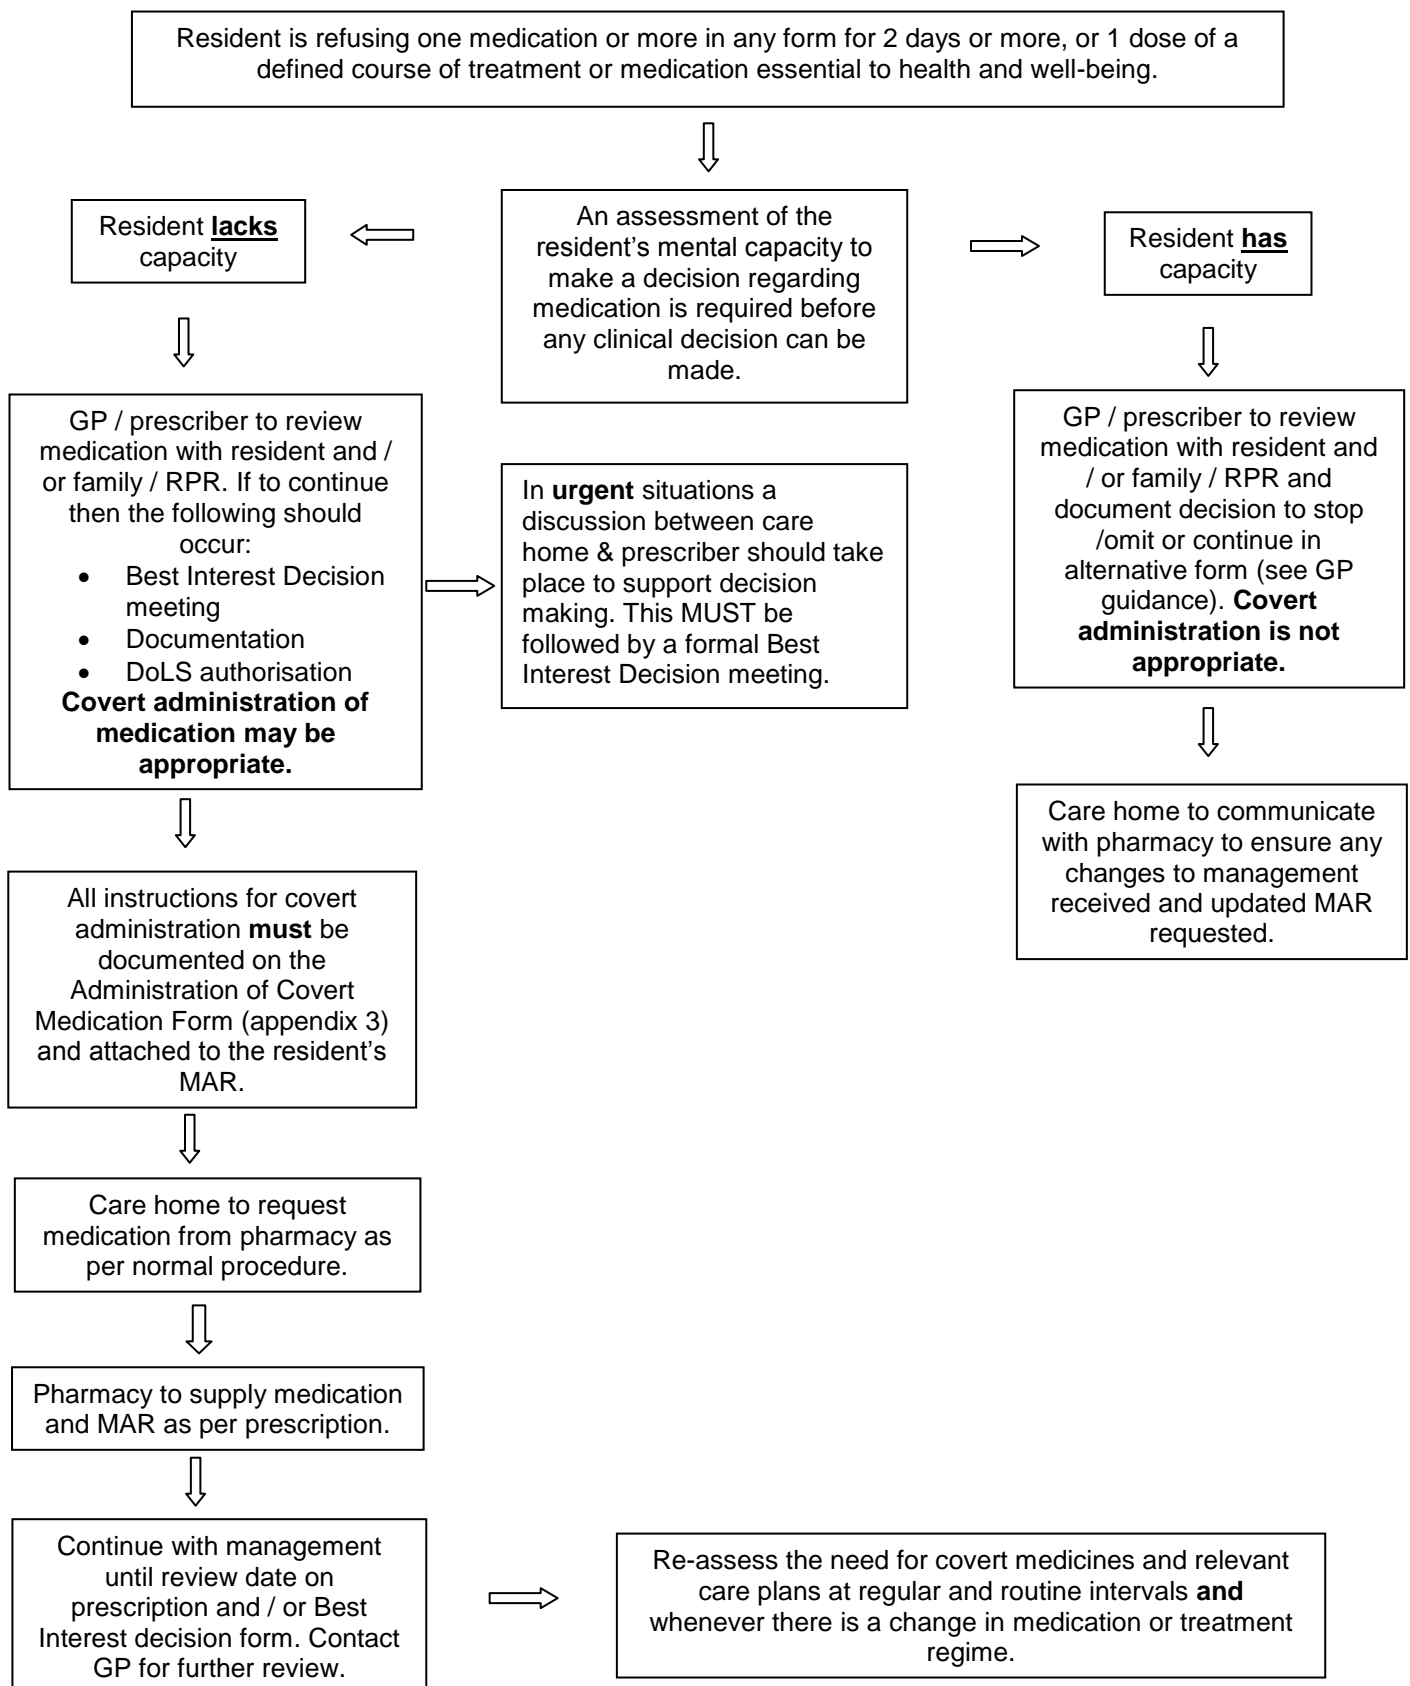 Resident is refusing one medication or more in any form for 2 days or more, or 1 dose of a
defined course of treatment or medication essential to health and well-being.
An assessment of the
resident’s mental capacity to
make a decision regarding
medication is required before
any clinical decision can be
made.
Resident lacks
capacity
Resident has
capacity
GP / prescriber to review
medication with resident and /
or family / RPR. If to continue
then the following should
occur:
• Best Interest Decision
meeting
• Documentation
• DoLS authorisation
Covert administration of
medication may be
appropriate.
In urgent situations a
discussion between care
home & prescriber should take
place to support decision
making. This MUST be
followed by a formal Best
Interest Decision meeting.
GP / prescriber to review
medication with resident and
/ or family / RPR and
document decision to stop
/omit or continue in
alternative form (see GP
guidance). Covert
administration is not
appropriate.
Care home to communicate
with pharmacy to ensure any
changes to management
received and updated MAR
requested.
All instructions for covert
administration must be
documented on the
Administration of Covert
Medication Form (appendix 3)
and attached to the resident’s
MAR.
Care home to request
medication from pharmacy as
per normal procedure.
Pharmacy to supply medication
and MAR as per prescription.
Continue with management
until review date on
prescription and / or Best
Interest decision form. Contact
GP for further review.
Re-assess the need for covert medicines and relevant
care plans at regular and routine intervals and
whenever there is a change in medication or treatment
regime.